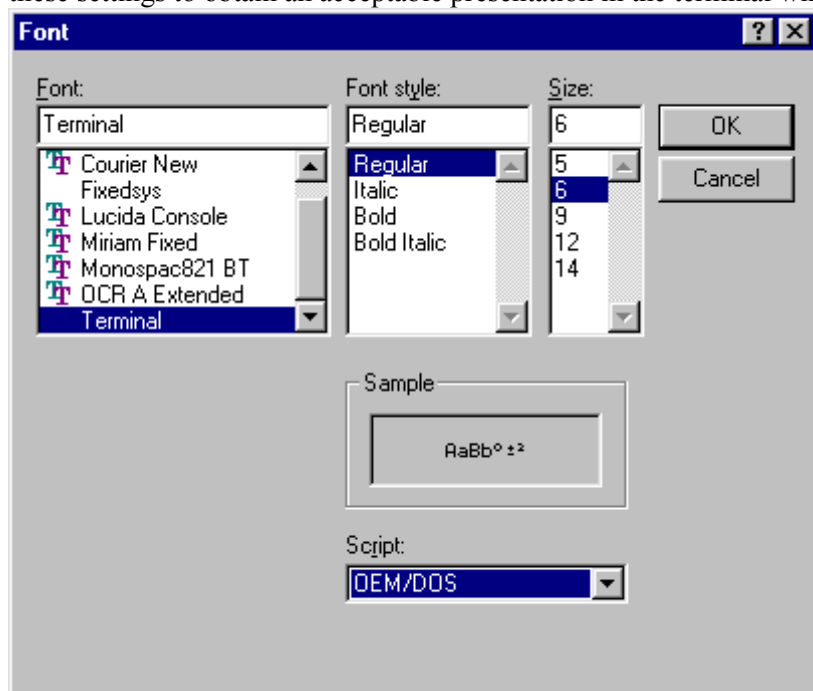 these settings to obtain an acceptable presentation in the terminal
Font
Font: Font style: Size:
Terminal Regular 6 OK
Courier New Regular 5 Cancel
Fixedsys Italic 6
Lucida Console Bold 9
Miriam Fixed Bold Italic 12
Monospac821 BT 14
OCR A Extended
Terminal
Sample
AaBbº±²
Script:
OEM/DOS